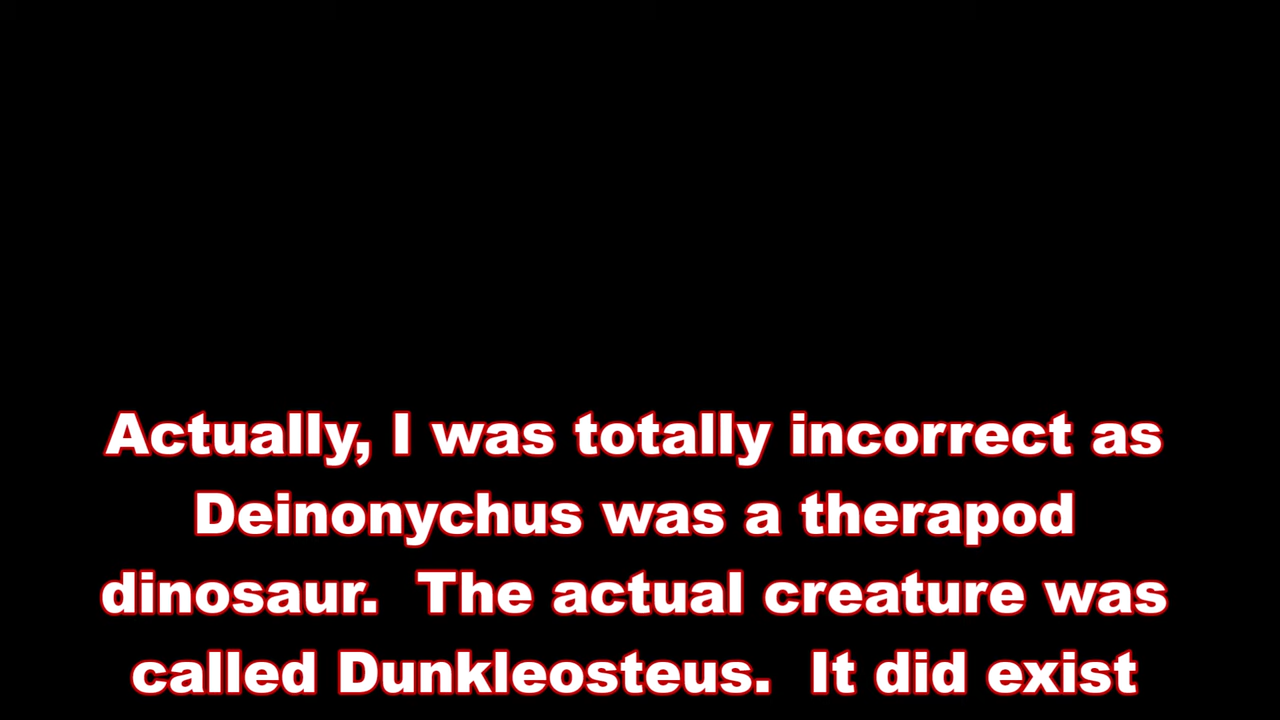 Actually, I was totally incorrect as
Deinonychus was a therapod
dinosaur.  The actual creature was
called Dunkleosteus.  It did exist